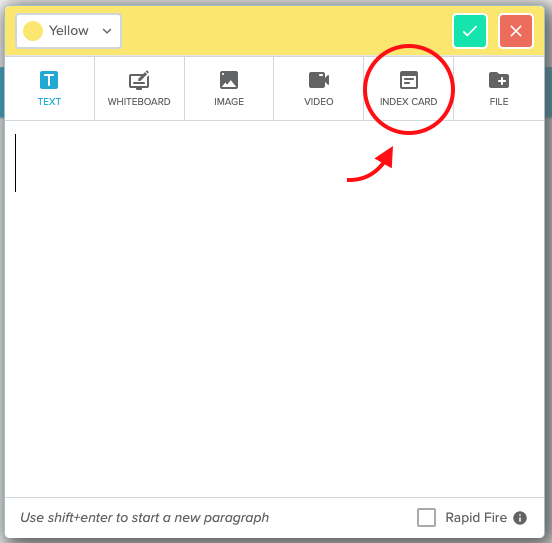 Yellow
TEXT
WHITEBOARD
IMAGE
VIDEO
INDEX CARD
FILE
Use shift+enter to start a new paragraph
Rapid Fire